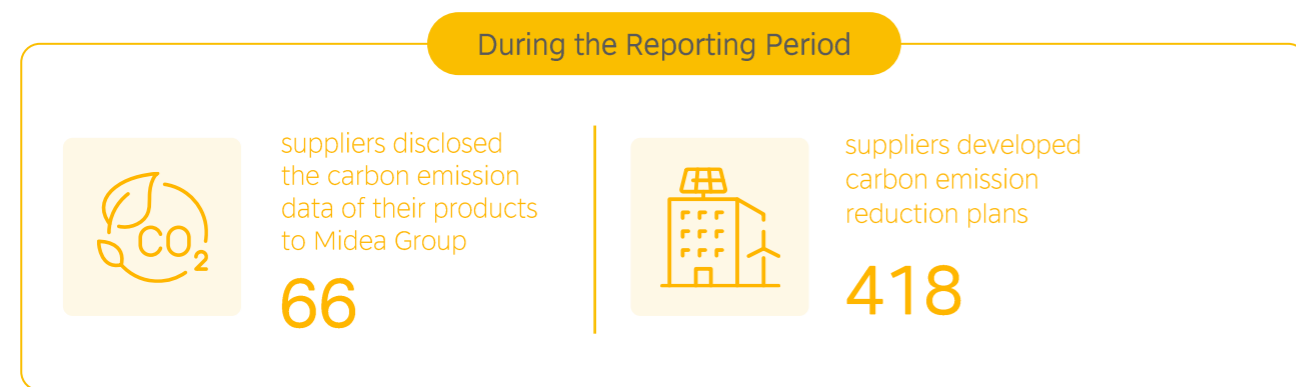 During the Reporting Period
suppliers disclosed
the carbon emission
data of their products
to Midea Group
66
CO2
suppliers developed
carbon emission
reduction plans
418